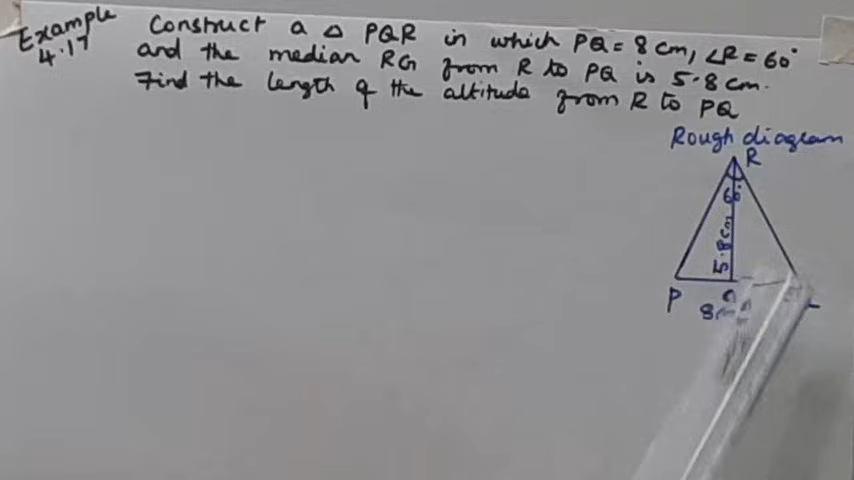 Example
4.17
Construct a △ PQR in which PQ = 8 cm, ∠R = 60°
and the median RG from R to PQ is 5.8 cm.
Find the length of the altitude from R to PQ
Rough diagram
R
60°
5.8cm
P
8cm